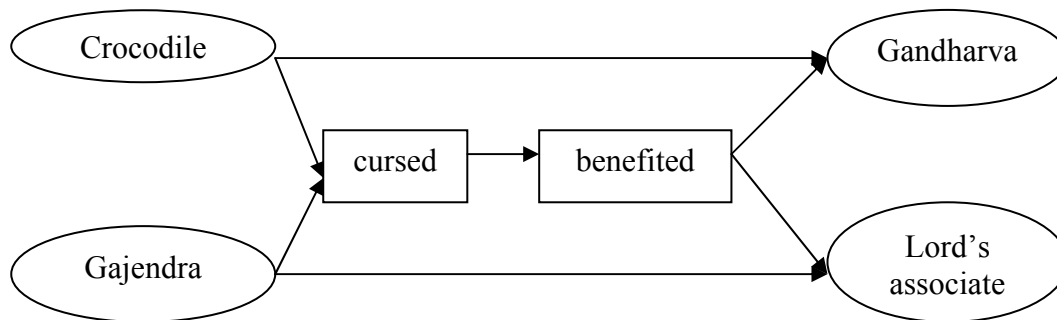 Crocodile
Gandharva
cursed
benefited
Gajendra
Lord's
associate